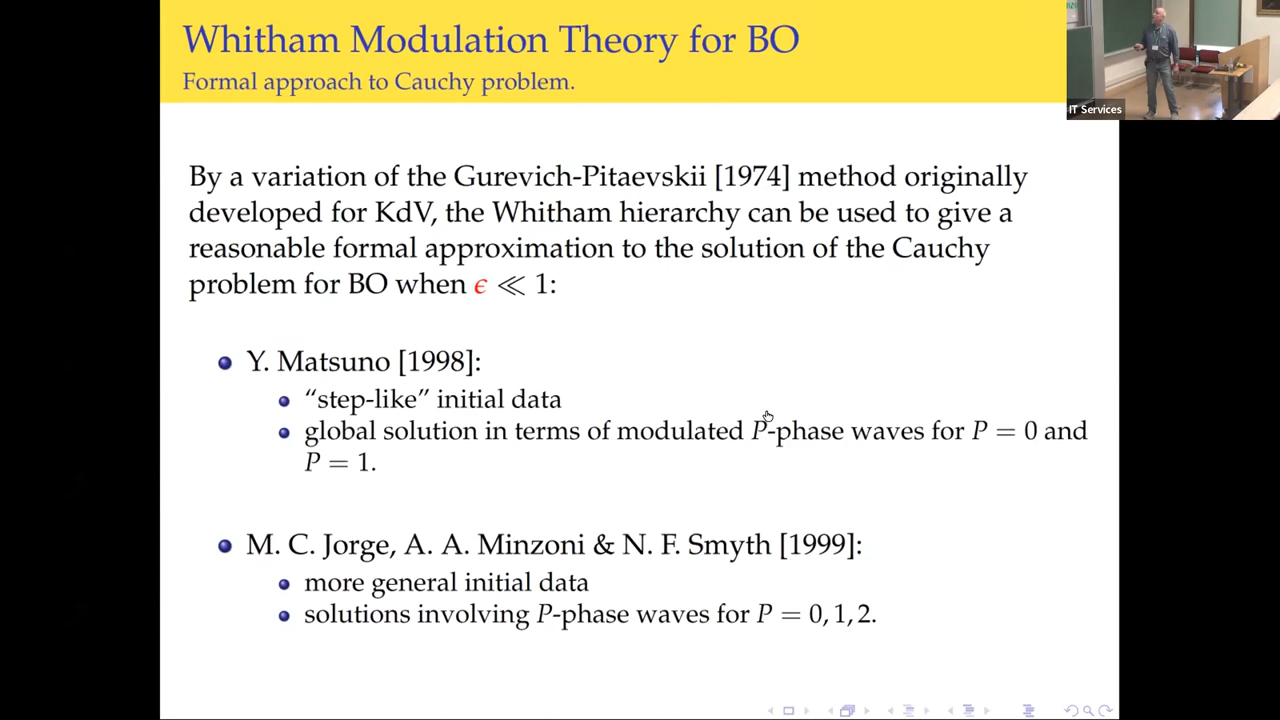 Whitham Modulation Theory for BO
Formal approach to Cauchy problem.
IT Services
By a variation of the Gurevich-Pitaevskii [1974] method originally
developed for KdV, the Whitham hierarchy can be used to give a
reasonable formal approximation to the solution of the Cauchy
problem for BO when ϵ ≪ 1:
Y. Matsuno [1998]:
“step-like” initial data
global solution in terms of modulated P-phase waves for P = 0 and
P = 1.
M. C. Jorge, A. A. Minzoni & N. F. Smyth [1999]:
more general initial data
solutions involving P-phase waves for P = 0, 1, 2.